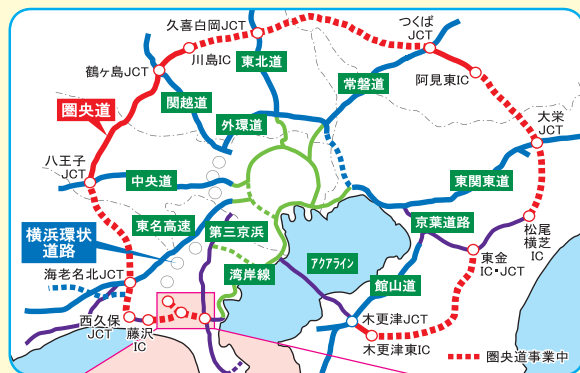 久喜白岡JCT
つくば
JCT
川島IC
東北道
鶴ヶ島JCT
常磐道
阿見東IC
関越道
圏央道
外環道
大栄
JCT
八王子
JCT
中央道
東関東道
東名高速
第三京浜
京葉道路
横浜環状
道路
松尾
横芝
IC
海老名北JCT
湾岸線
アクアライン
東金
IC・JCT
館山道
西久保
JCT
藤沢
IC
木更津JCT
木更津東IC
圏央道事業中